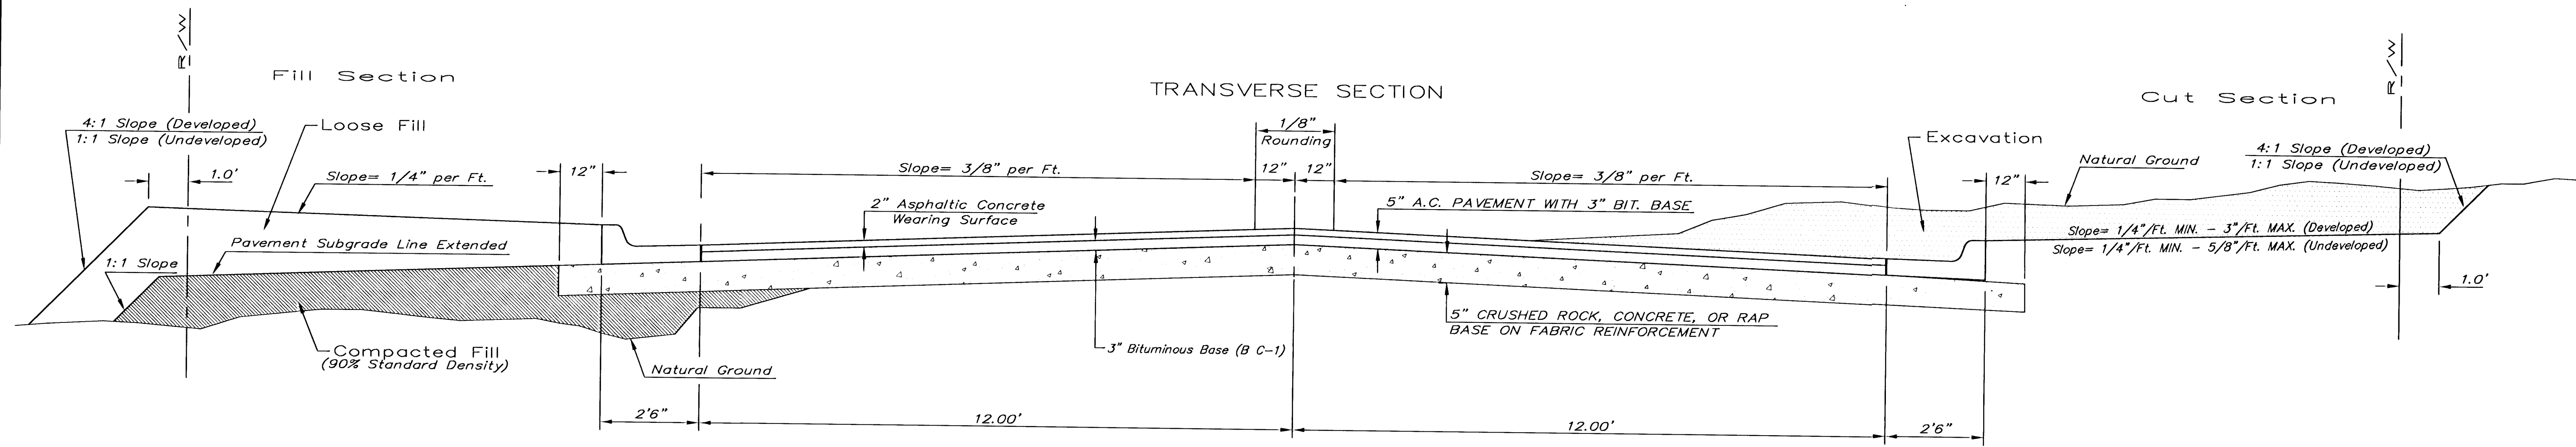 R/W
Fill Section
TRANSVERSE SECTION
Cut Section
R/W
4:1 Slope (Developed)
1:1 Slope (Undeveloped)
Loose Fill
1/8"
Rounding
Excavation
Natural Ground
4:1 Slope (Developed)
1:1 Slope (Undeveloped)
1.0'
Slope= 1/4" per Ft.
12"
Slope= 3/8" per Ft.
12"
12"
Slope= 3/8" per Ft.
12"
2" Asphaltic Concrete
Wearing Surface
5" A.C. PAVEMENT WITH 3" BIT. BASE
Pavement Subgrade Line Extended
Slope= 1/4"/Ft. MIN. - 3"/Ft. MAX. (Developed)
Slope= 1/4"/Ft. MIN. - 5/8"/Ft. MAX. (Undeveloped)
1:1 Slope
1.0'
5" CRUSHED ROCK, CONCRETE, OR RAP
BASE ON FABRIC REINFORCEMENT
Compacted Fill
(90% Standard Density)
3" Bituminous Base (B C-1)
Natural Ground
2'6"
12.00'
12.00'
2'6"